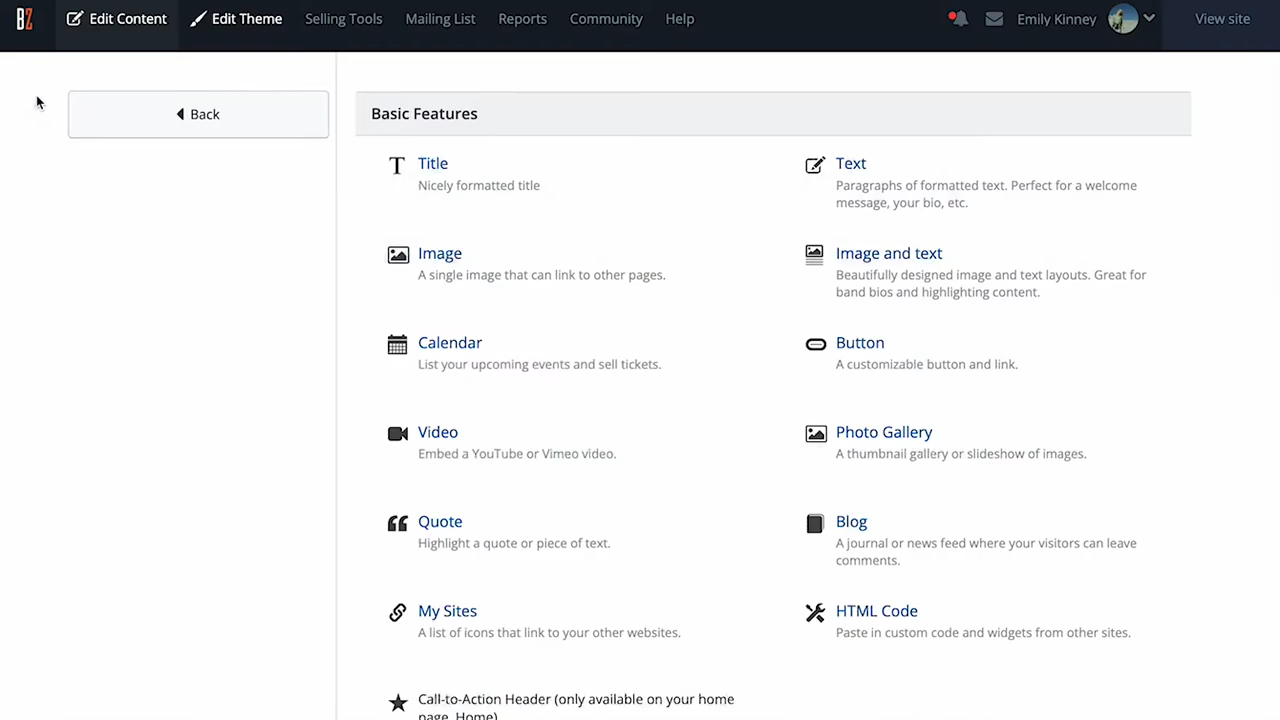 BZ
Edit Content
Edit Theme
Selling Tools
Mailing List
Reports
Community
Help
Emily Kinney
View site
Back
Basic Features
Title
Nicely formatted title
Text
Paragraphs of formatted text. Perfect for a welcome
message, your bio, etc.
Image
A single image that can link to other pages.
Image and text
Beautifully designed image and text layouts. Great for
band bios and highlighting content.
Calendar
List your upcoming events and sell tickets.
Button
A customizable button and link.
Video
Embed a YouTube or Vimeo video.
Photo Gallery
A thumbnail gallery or slideshow of images.
Quote
Highlight a quote or piece of text.
Blog
A journal or news feed where your visitors can leave
comments.
My Sites
A list of icons that link to your other websites.
HTML Code
Paste in custom code and widgets from other sites.
Call-to-Action Header (only available on your home
page, Home)